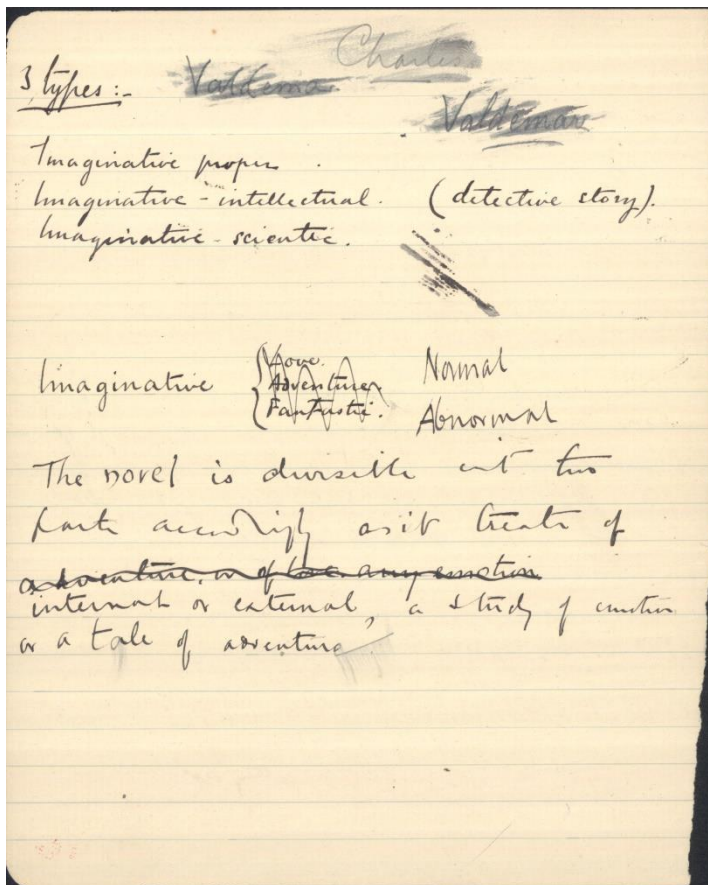 Charles
3 types :- Valdemar
Valdemar
Imaginative proper .
Imaginative - intellectual. (detective story).
Imaginative - scientic.
Imaginative { Love. Normal
Adventure.
Fantastic. Abnormal
The novel is divisible int two
parts accordigly as it treats of
adventure, or of love any emotion
internal or external, a study of emotion
or a tale of adventure.